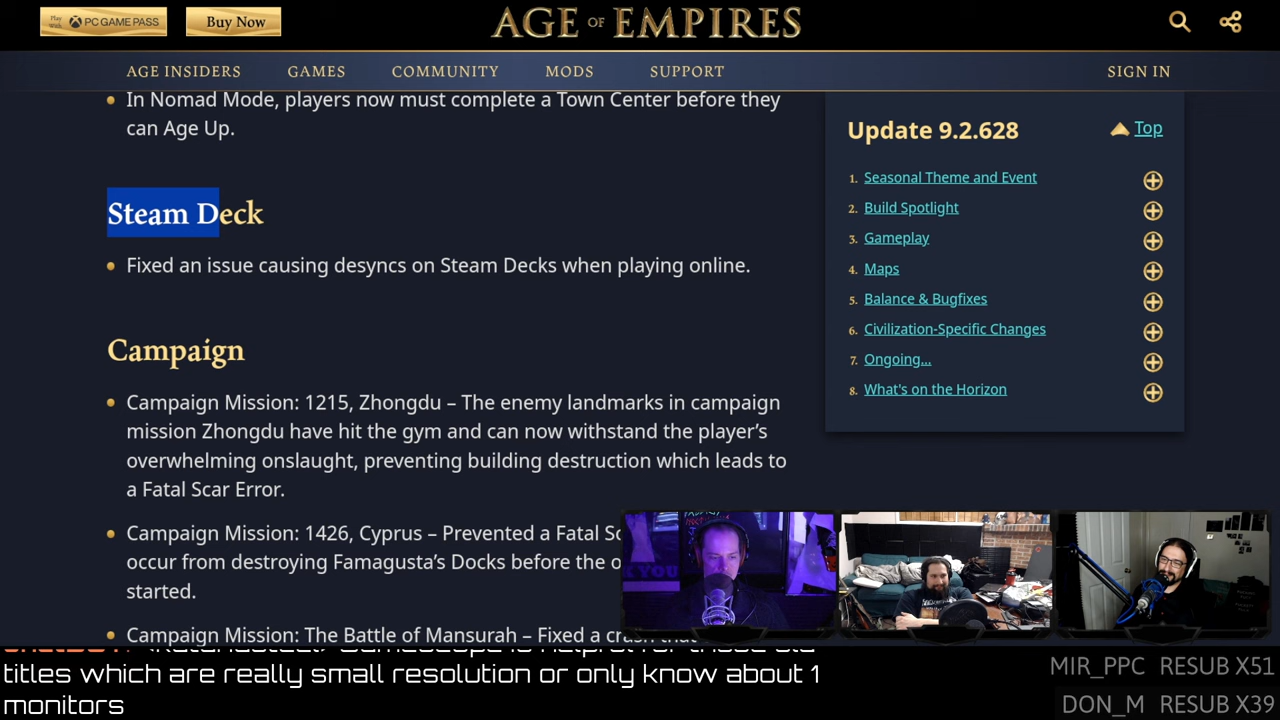 Play With XBOX PC GAME PASS
Buy Now
AGE OF EMPIRES
AGE INSIDERS GAMES COMMUNITY MODS SUPPORT SIGN IN
In Nomad Mode, players now must complete a Town Center before they
can Age Up.
Steam Deck
Fixed an issue causing desyncs on Steam Decks when playing online.
Campaign
Campaign Mission: 1215, Zhongdu – The enemy landmarks in campaign
mission Zhongdu have hit the gym and can now withstand the player's
overwhelming onslaught, preventing building destruction which leads to
a Fatal Scar Error.
Campaign Mission: 1426, Cyprus – Prevented a Fatal
occur from destroying Famagusta's Docks before the
started.
Campaign Mission: The Battle of Mansurah – Fixed a crash that
Update 9.2.628
Top
1. Seasonal Theme and Event
2. Build Spotlight
3. Gameplay
4. Maps
5. Balance & Bugfixes
6. Civilization-Specific Changes
7. Ongoing...
8. What's on the Horizon
titles which are really small resolution or only know about 1
monitors
MIR_PPC RESUB X51
DON_M RESUB X39